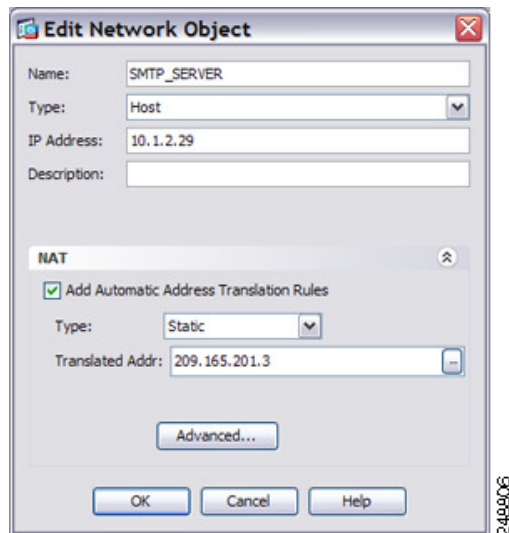 Edit Network Object
Name: SMTP_SERVER
Type: Host
IP Address: 10.1.2.29
Description:
NAT
Add Automatic Address Translation Rules
Type: Static
Translated Addr: 209.165.201.3 ...
Advanced...
OK Cancel Help
248806